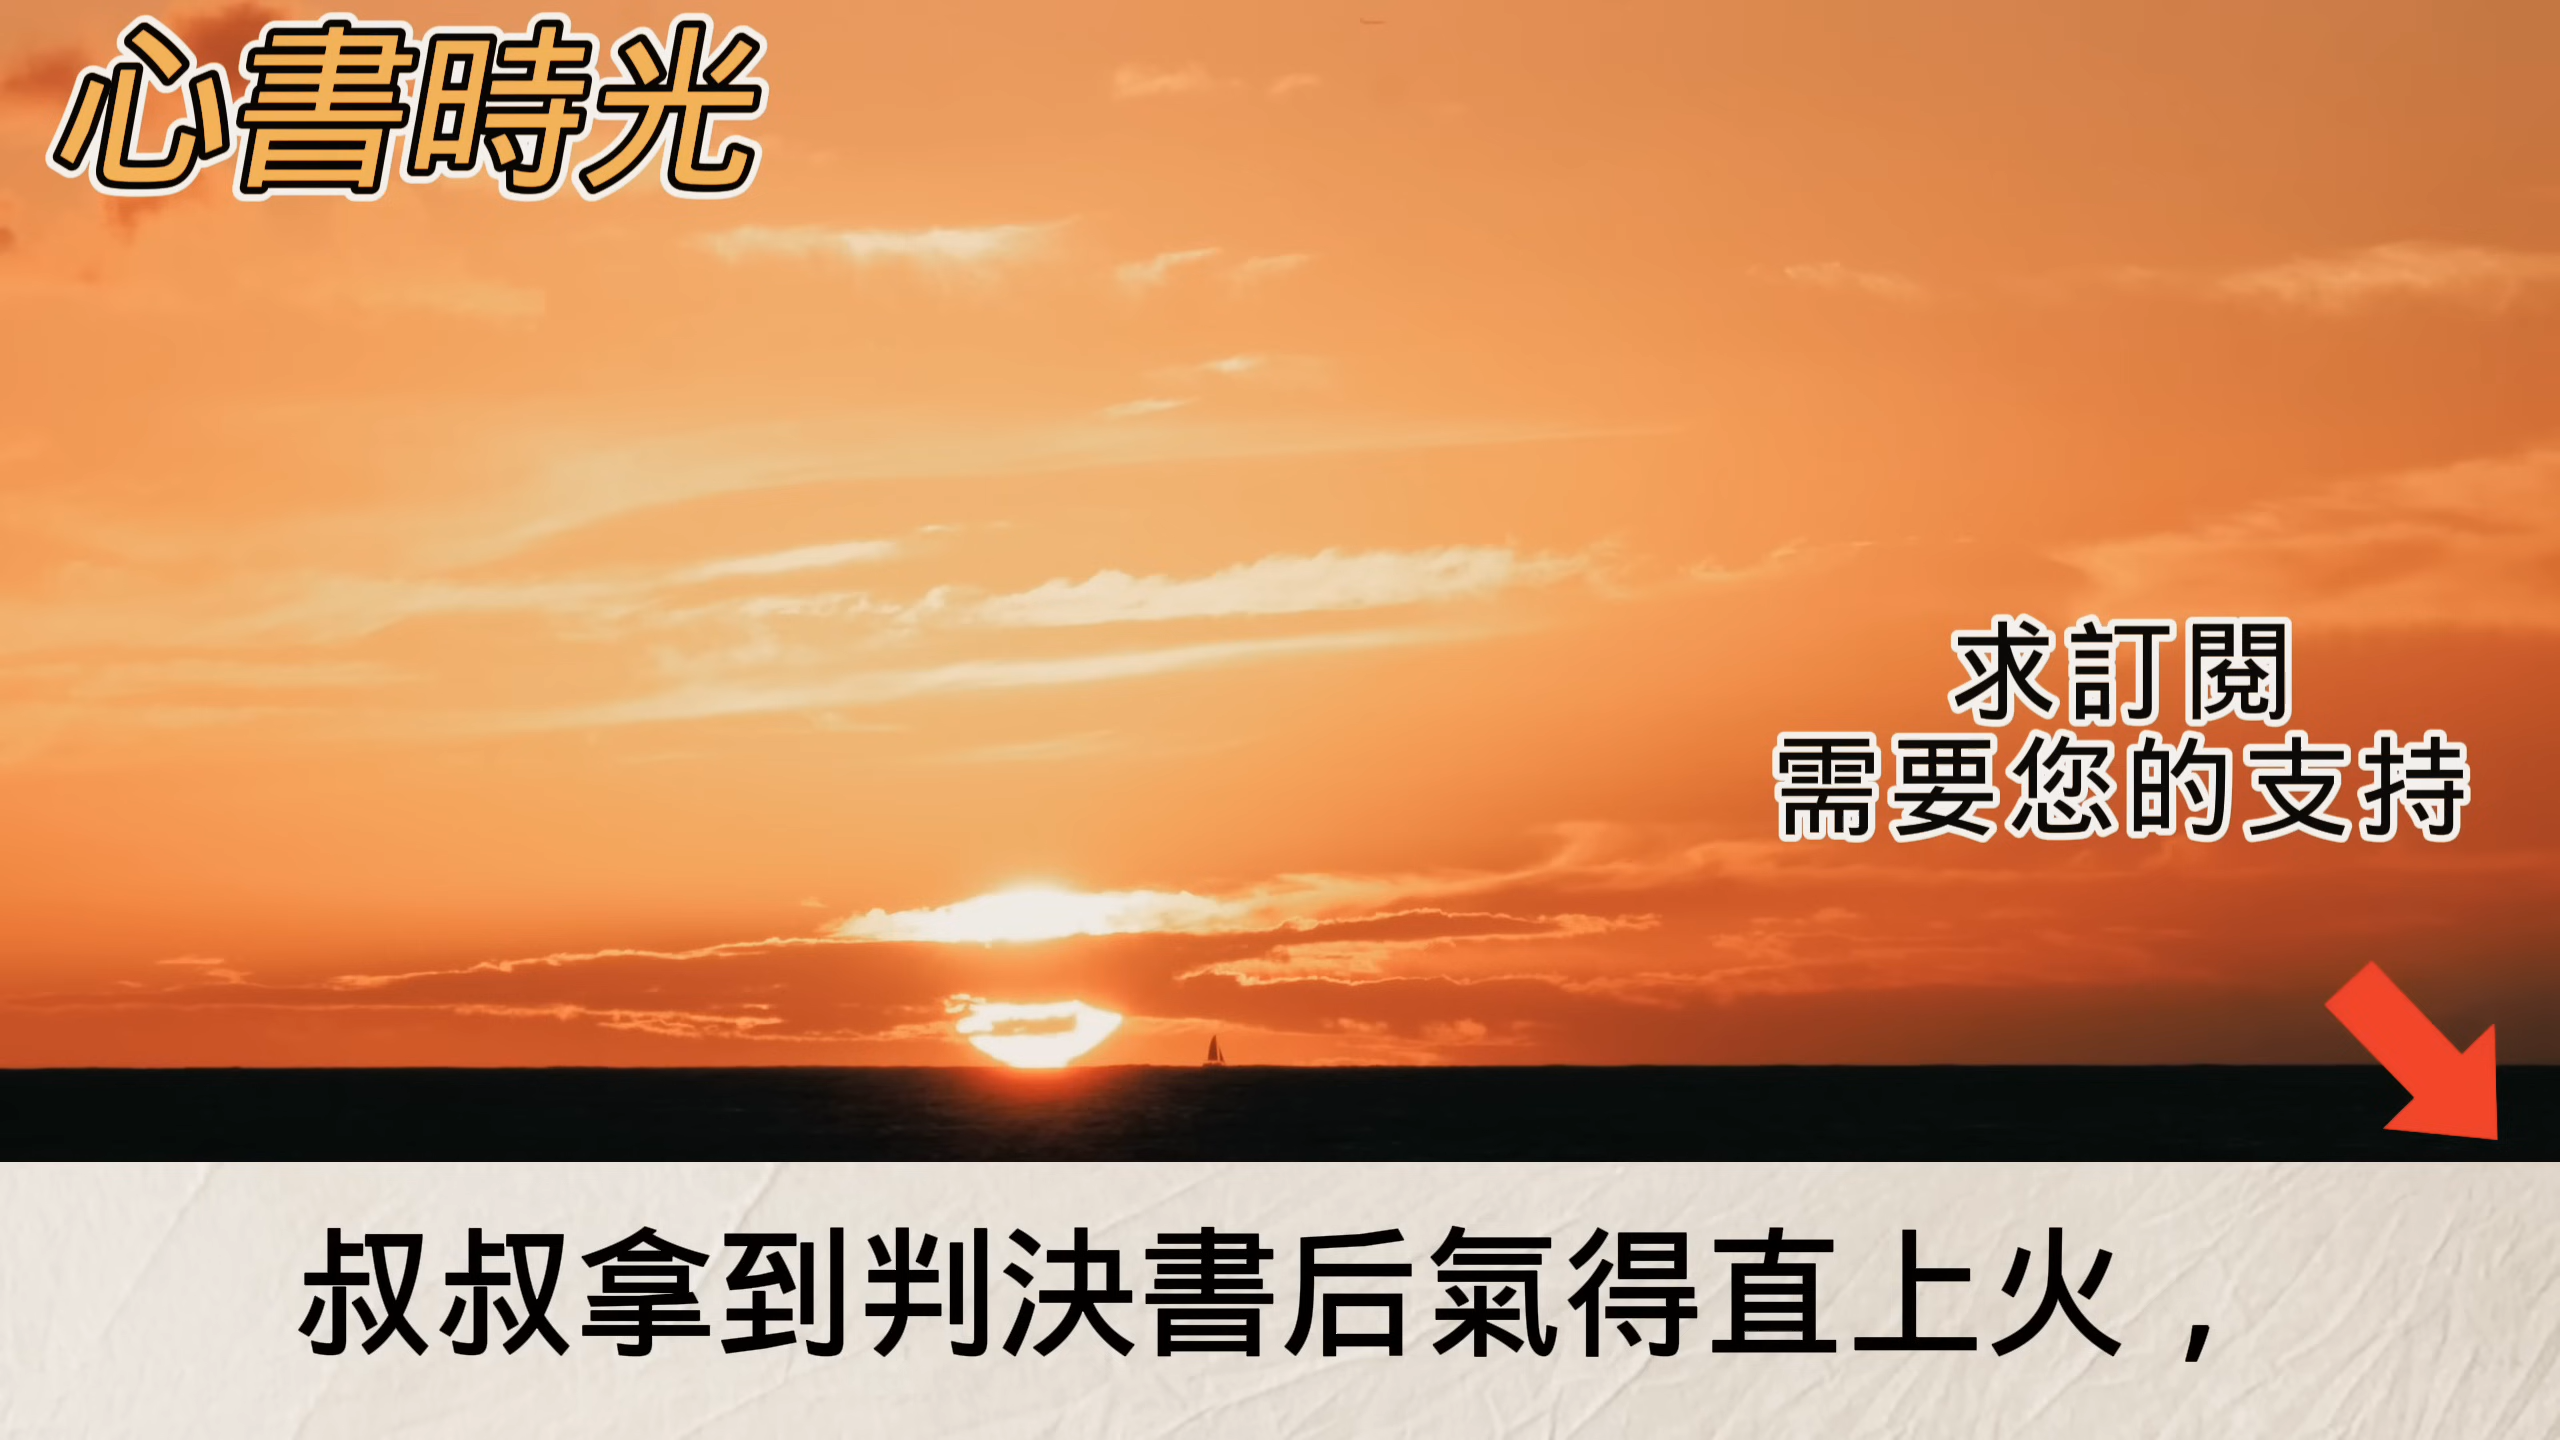 心書時光
求訂閱
需要您的支持
叔叔拿到判決書后氣得直上火，